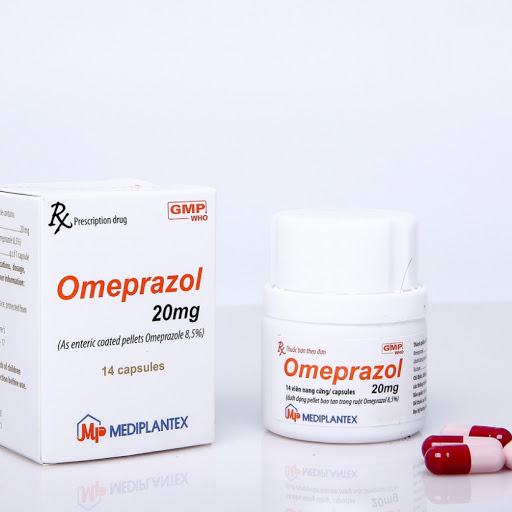 Rx Prescription drug
GMP
WHO
Omeprazol
20mg
(As enteric coated pellets Omeprazole 8,5%)
14 capsules
MEDIPLANTEX
Rx Thuốc bán theo đơn
GMP
WHO
Omeprazol
14 viên nang cứng/ capsules 20mg
(dưới dạng pellet bao tan trong ruột Omeprazol 8,5%)
MEDIPLANTEX